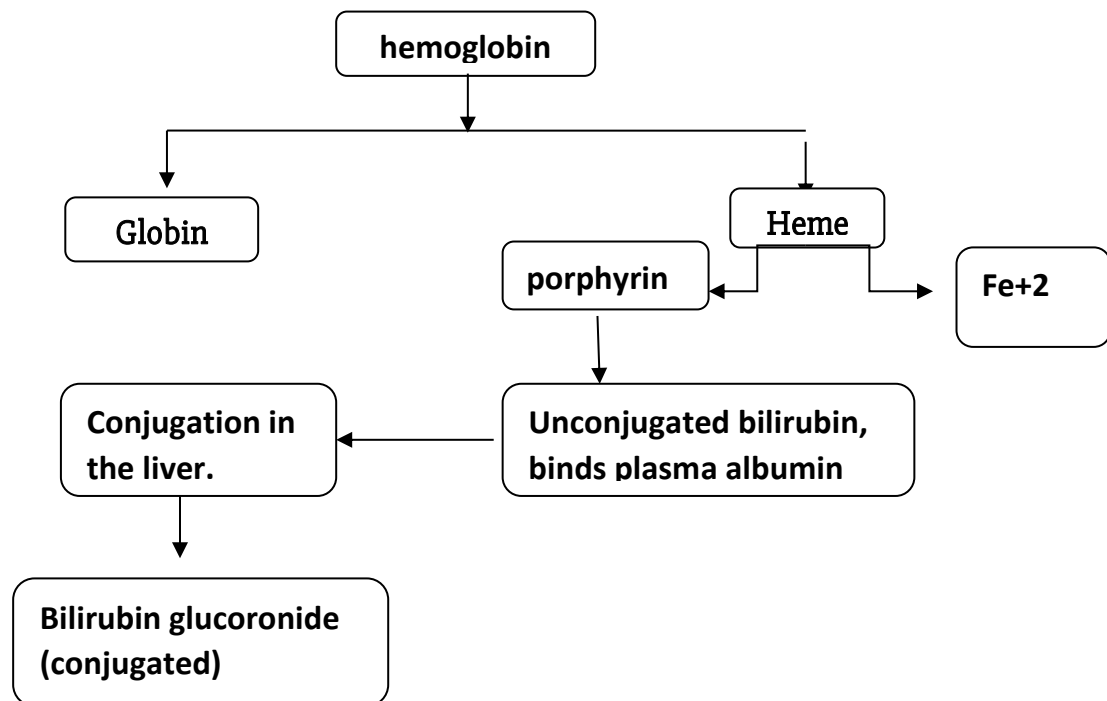 hemoglobin
Globin
Heme
porphyrin
Fe+2
Conjugation in
the liver.
Unconjugated bilirubin,
binds plasma albumin
Bilirubin glucoronide
(conjugated)